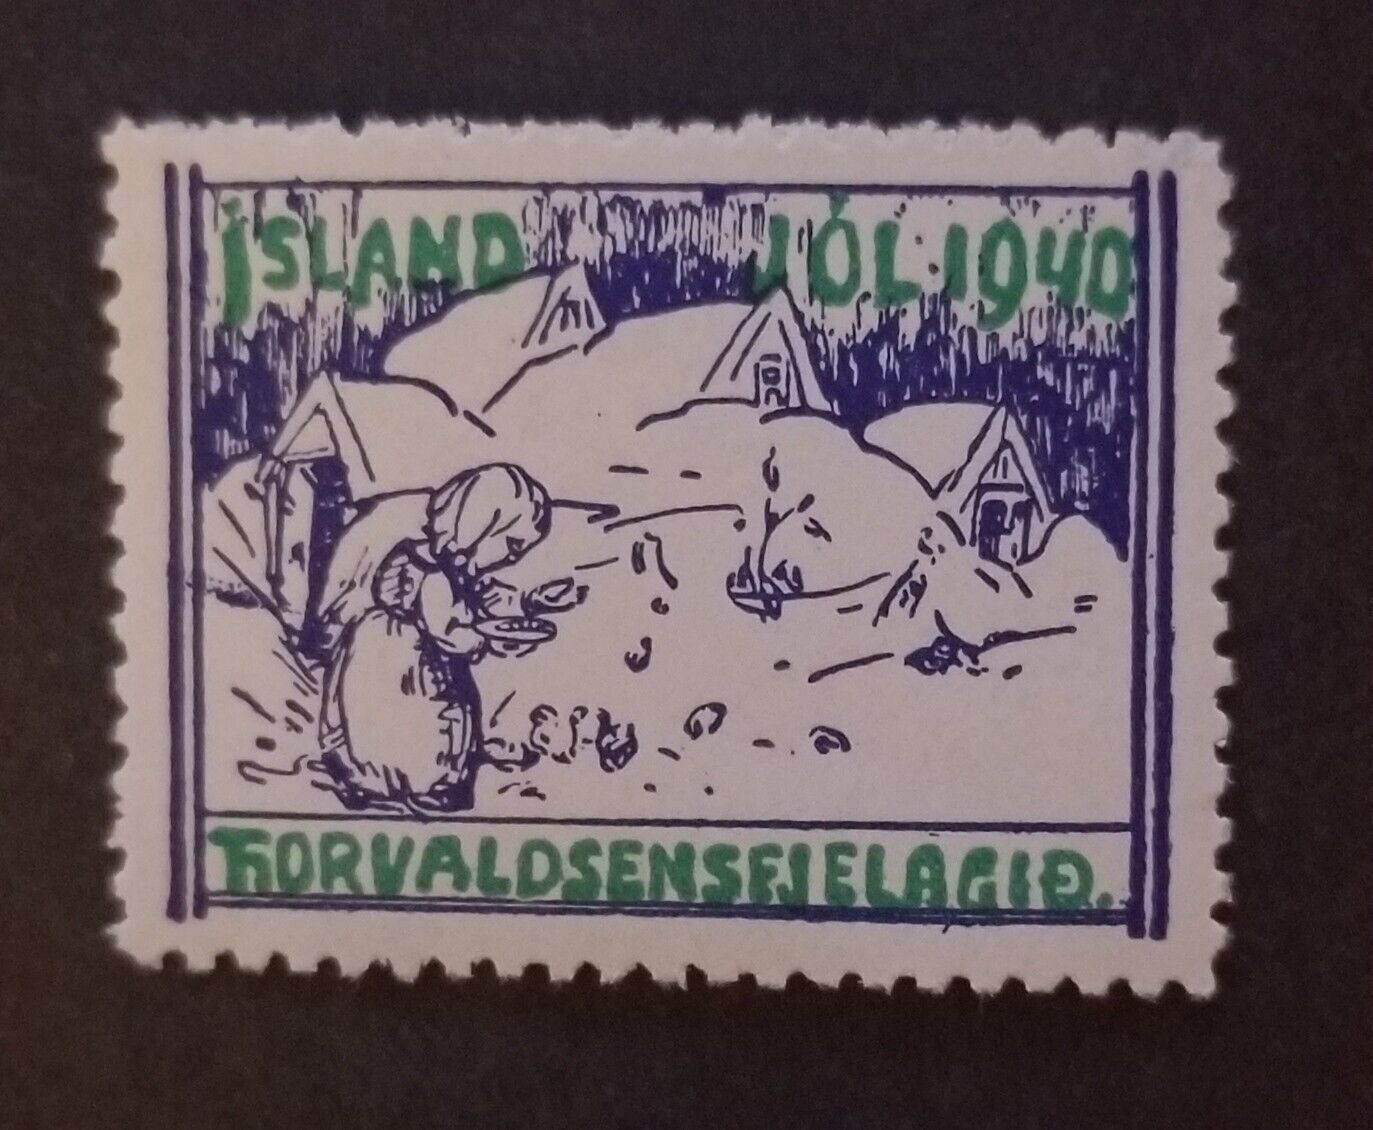 ÍSLAND JÓL·1940
THORVALDSENSFJELAGIÐ.